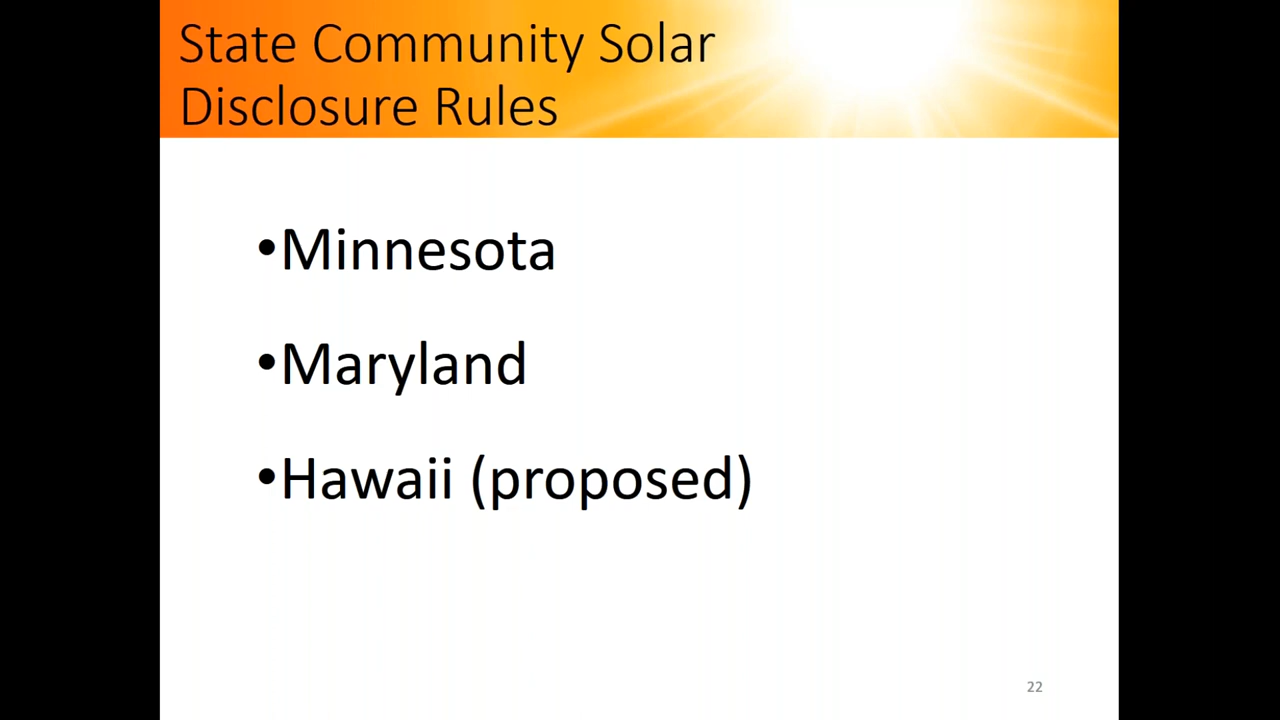 State Community Solar
Disclosure Rules
•Minnesota
•Maryland
•Hawaii (proposed)
22